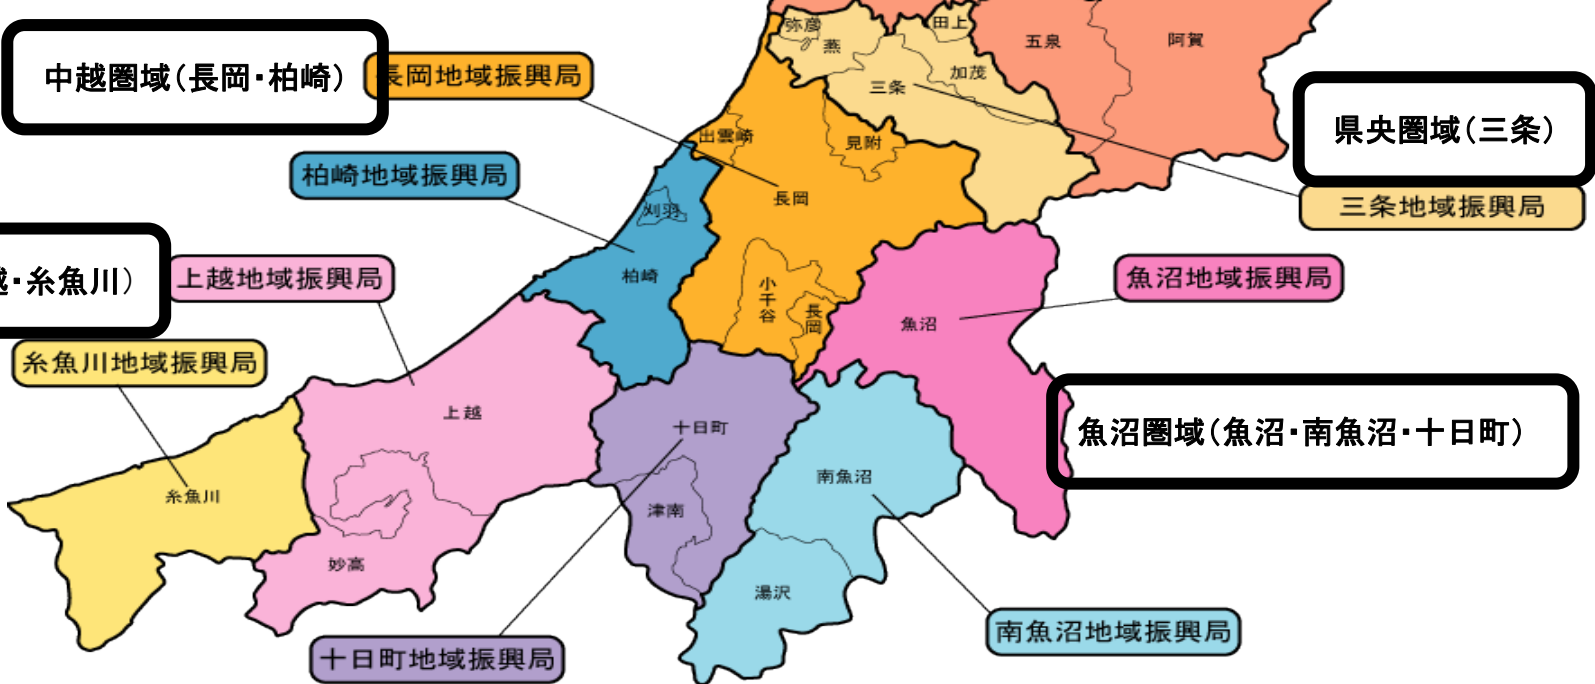 弥彦
田上
燕
五泉
阿賀
中越圏域（長岡・柏崎）
長岡地域振興局
加茂
三条
県央圏域（三条）
出雲崎
見附
柏崎地域振興局
長岡
三条地域振興局
刈羽
越・糸魚川）
上越地域振興局
柏崎
小千谷
長岡
魚沼地域振興局
魚沼
糸魚川地域振興局
上越
十日町
魚沼圏域（魚沼・南魚沼・十日町）
糸魚川
南魚沼
津南
妙高
湯沢
十日町地域振興局
南魚沼地域振興局